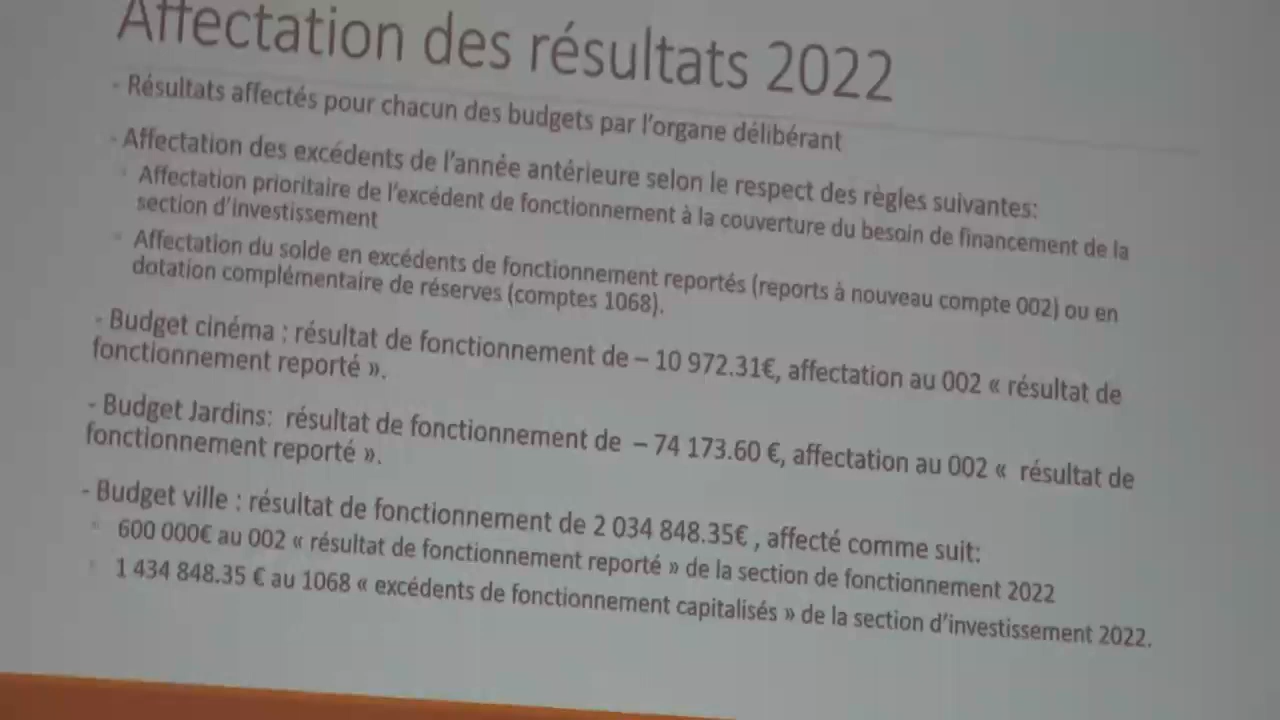 Affectation des résultats 2022
- Résultats affectés pour chacun des budgets par l'organe délibérant
- Affectation des excédents de l'année antérieure selon le respect des règles suivantes:
Affectation prioritaire de l'excédent de fonctionnement à la couverture du besoin de financement de la
section d'investissement
Affectation du solde en excédents de fonctionnement reportés (reports à nouveau compte 002) ou en
dotation complémentaire de réserves (comptes 1068).
- Budget cinéma : résultat de fonctionnement de – 10 972.31€, affectation au 002 « résultat de
fonctionnement reporté ».
- Budget Jardins: résultat de fonctionnement de – 74 173.60 €, affectation au 002 « résultat de
fonctionnement reporté ».
- Budget ville : résultat de fonctionnement de 2 034 848.35€ , affecté comme suit:
600 000€ au 002 « résultat de fonctionnement reporté » de la section de fonctionnement 2022
1 434 848.35 € au 1068 « excédents de fonctionnement capitalisés » de la section d'investissement 2022.